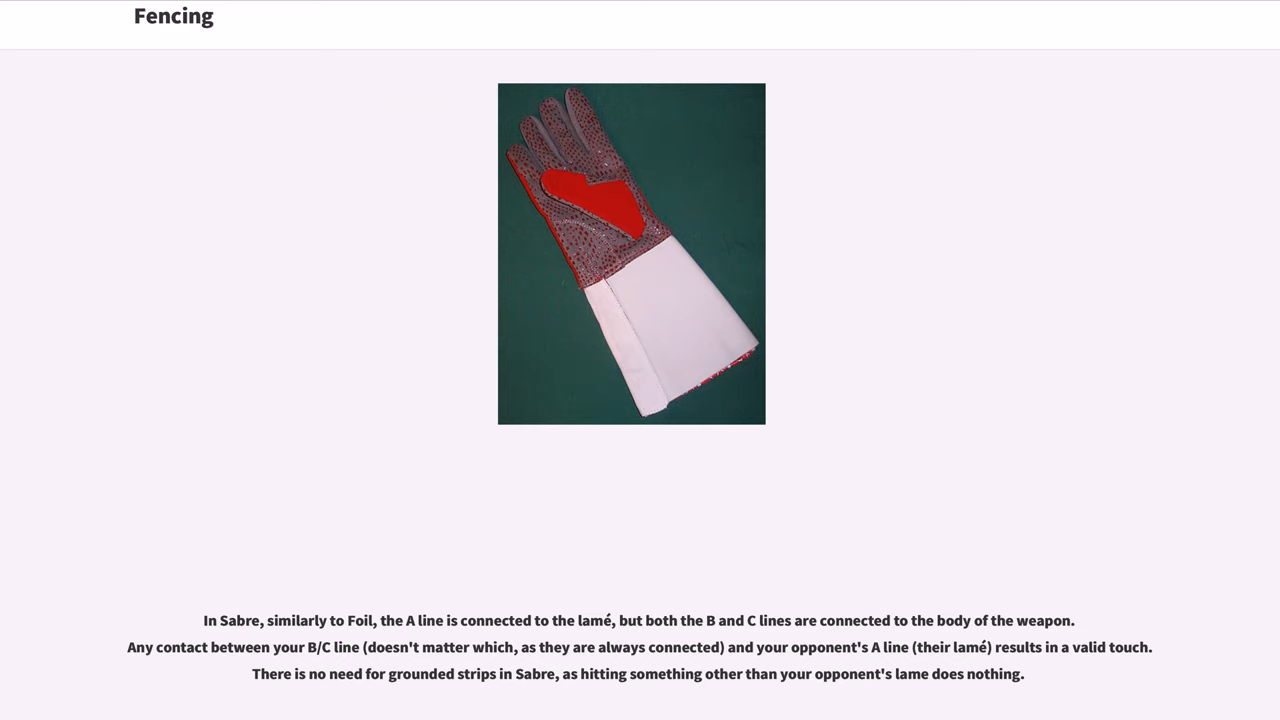 Fencing
In Sabre, similarly to Foil, the A line is connected to the lamé, but both the B and C lines are connected to the body of the weapon.
Any contact between your B/C line (doesn't matter which, as they are always connected) and your opponent's A line (their lamé) results in a valid touch.
There is no need for grounded strips in Sabre, as hitting something other than your opponent's lame does nothing.